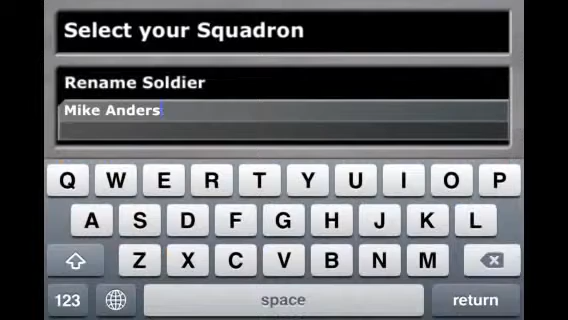 Select your Squadron
Rename Soldier
Mike Anders
Q W E R T Y U I O P
A S D F G H J K L
Z X C V B N M
123 space return